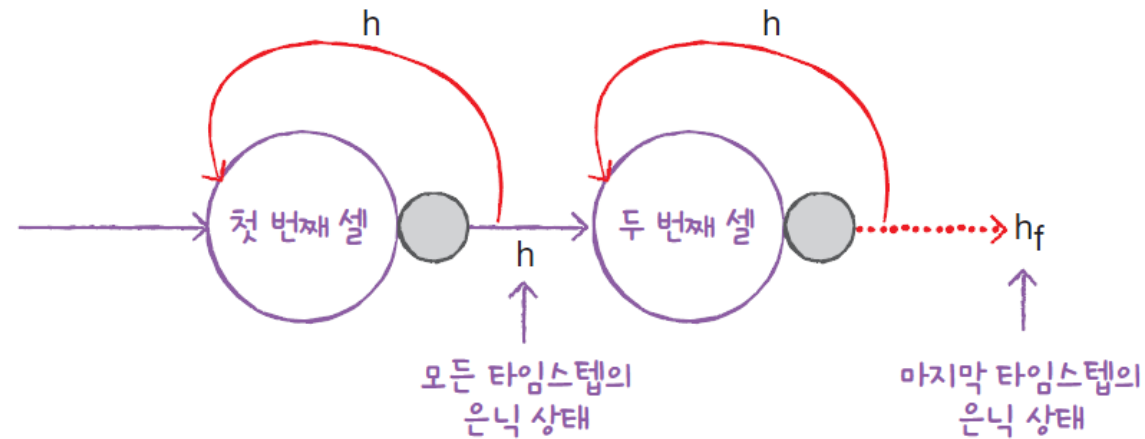 h
h
첫 번째 셀
두 번째 셀
h
h_f
모든 타임스텝의
은닉 상태
마지막 타임스텝의
은닉 상태